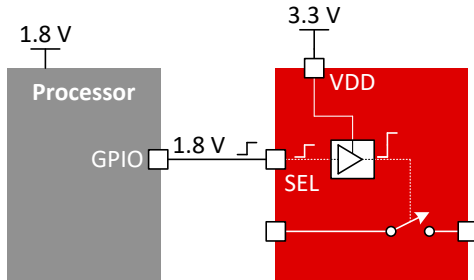 1.8 V
3.3 V
Processor
VDD
GPIO
1.8 V
SEL